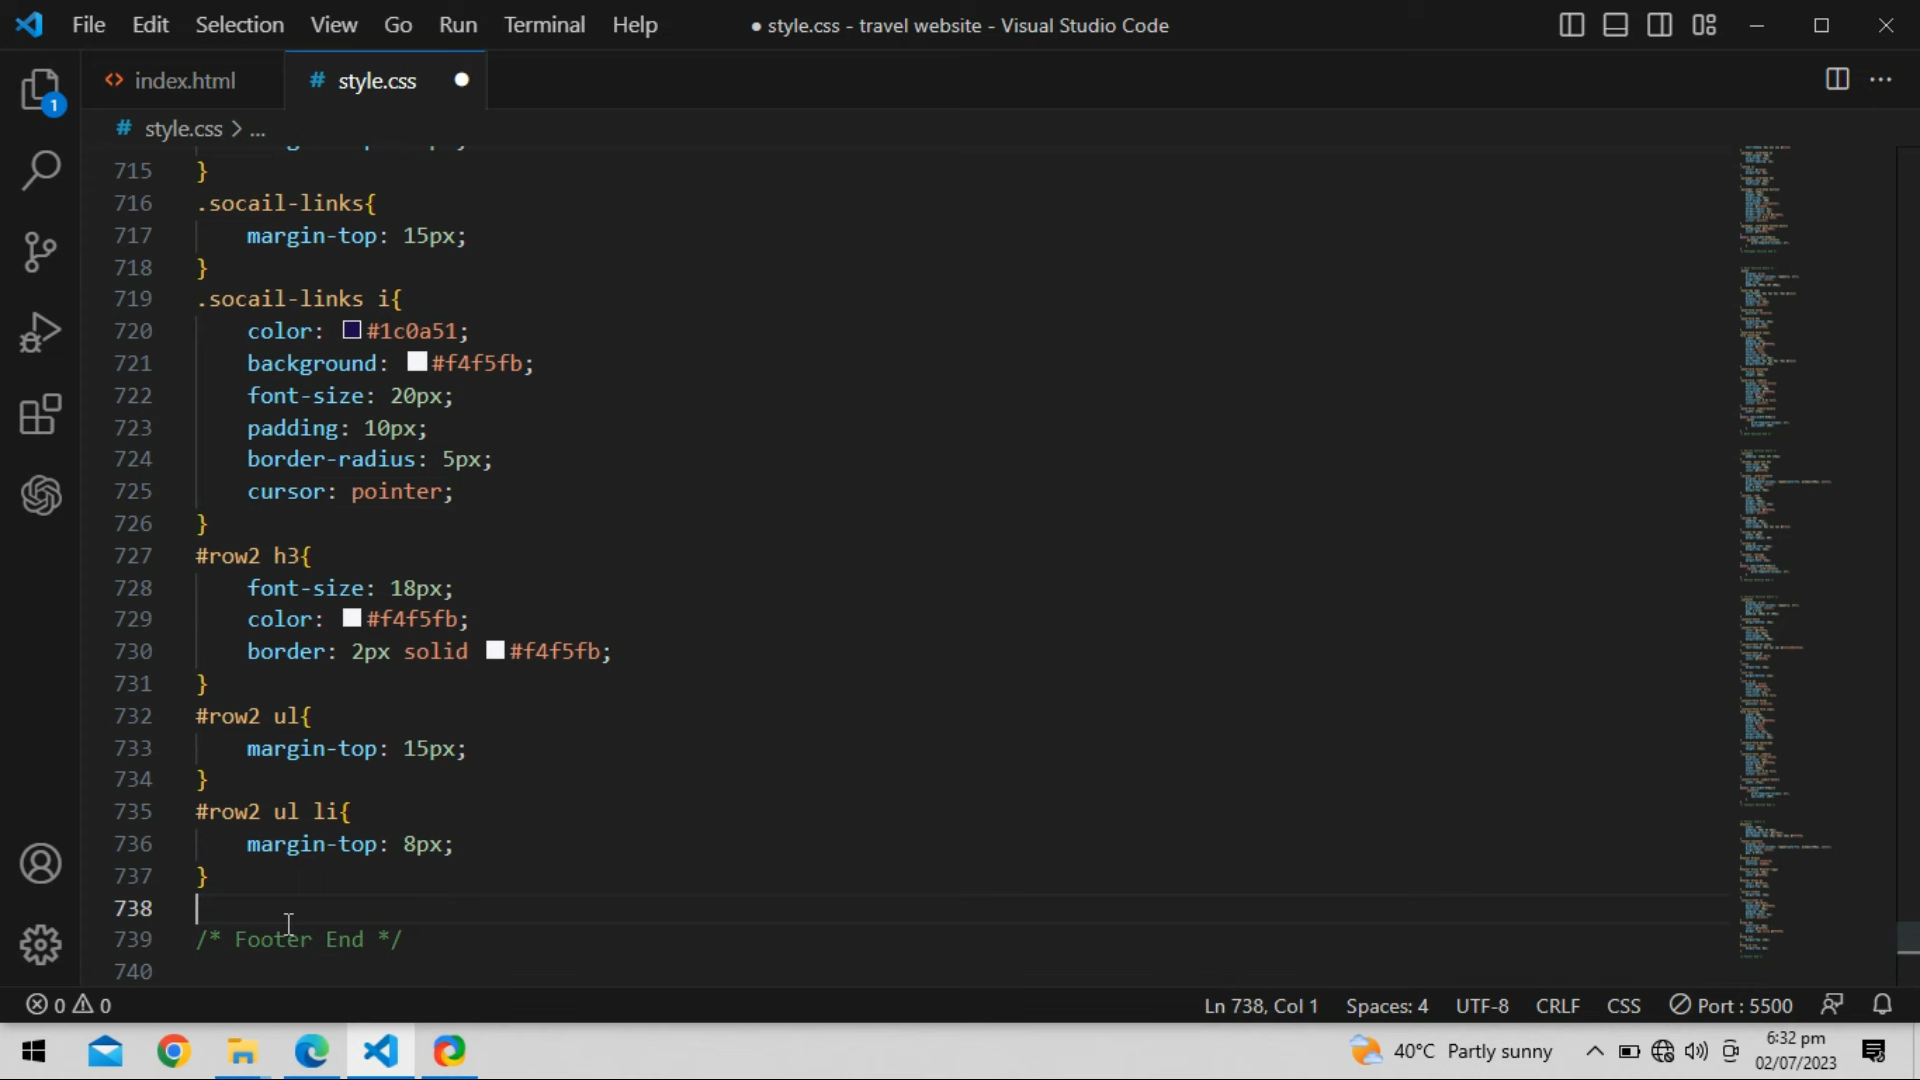 File Edit Selection View Go Run Terminal Help
● style.css - travel website - Visual Studio Code
<> index.html # style.css ●
# style.css > ...
1
715 }
716 .socail-links{
717 margin-top: 15px;
718 }
719 .socail-links i{
720 color: #1c0a51;
721 background: #f4f5fb;
722 font-size: 20px;
723 padding: 10px;
724 border-radius: 5px;
725 cursor: pointer;
726 }
727 #row2 h3{
728 font-size: 18px;
729 color: #f4f5fb;
730 border: 2px solid #f4f5fb;
731 }
732 #row2 ul{
733 margin-top: 15px;
734 }
735 #row2 ul li{
736 margin-top: 8px;
737 }
738
739 /* Footer End */
740
0 0 Ln 738, Col 1 Spaces: 4 UTF-8 CRLF CSS Port : 5500
40°C Partly sunny 6:32 pm
02/07/2023